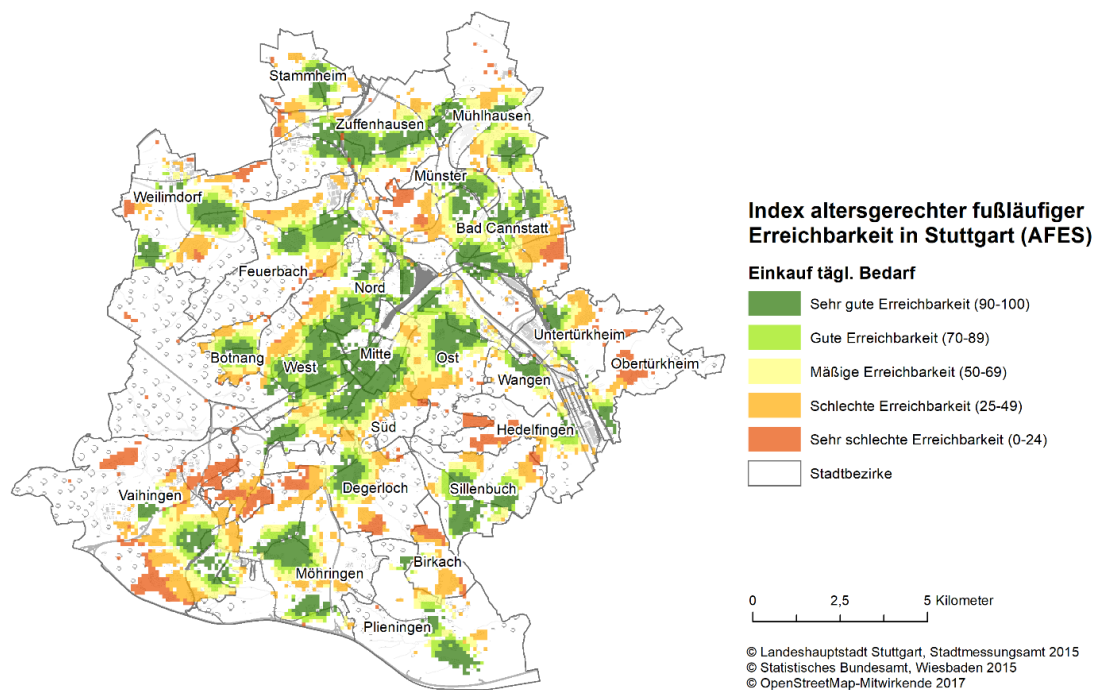 Stammheim
Zuffenhausen
Mühlhausen
Münster
Weilimdorf
Bad Cannstatt
Feuerbach
Nord
Untertürkheim
Botnang
Mitte
West
Ost
Obertürkheim
Wangen
Süd
Hedelfingen
Vaihingen
Degerloch
Sillenbuch
Birkach
Möhringen
Plieningen
Index altersgerechter fußläufiger
Erreichbarkeit in Stuttgart (AFES)
Einkauf tägl. Bedarf
Sehr gute Erreichbarkeit (90-100)
Gute Erreichbarkeit (70-89)
Mäßige Erreichbarkeit (50-69)
Schlechte Erreichbarkeit (25-49)
Sehr schlechte Erreichbarkeit (0-24)
Stadtbezirke
0 2,5 5 Kilometer
© Landeshauptstadt Stuttgart, Stadtmessungsamt 2015
© Statistisches Bundesamt, Wiesbaden 2015
© OpenStreetMap-Mitwirkende 2017